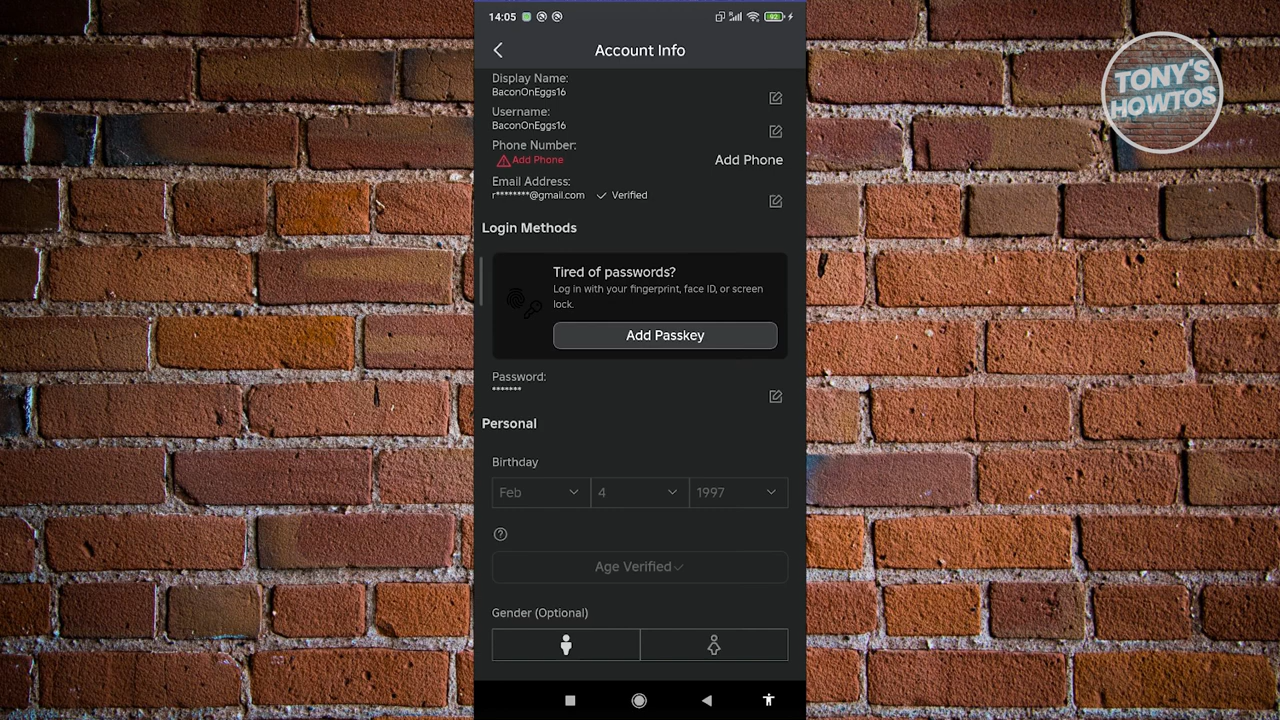 14:05
92
Account Info
TONY'S
HOWTOS
Display Name:
BaconOnEggs16
Username:
BaconOnEggs16
Phone Number:
Add Phone
Add Phone
Email Address:
r********@gmail.com ✓ Verified
Login Methods
Tired of passwords?
Log in with your fingerprint, face ID, or screen
lock.
Add Passkey
Password:
*******
Personal
Birthday
Feb 4 1997
Age Verified✓
Gender (Optional)